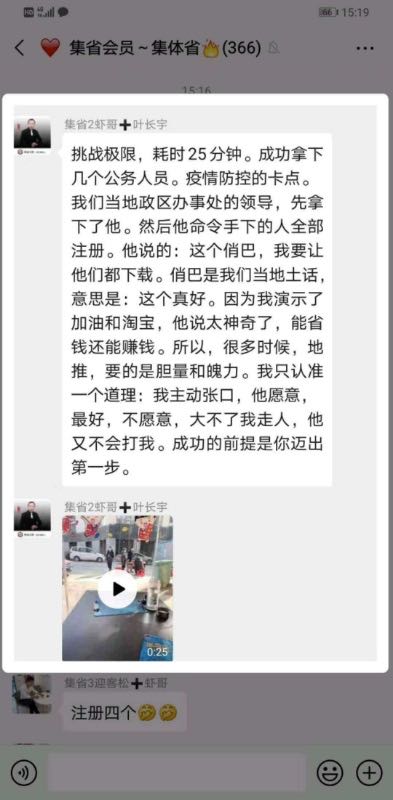 HD 4G 86 15:19
❤️集省会员～集体省🔥(366)
15:16
集省2虾哥➕叶长宇
挑战极限，耗时25分钟。成功拿下
几个公务人员。疫情防控的卡点。
我们当地政区办事处的领导，先拿
下了他。然后他命令手下的人全部
注册。他说的：这个俏巴，我要让
他们都下载。俏巴是我们当地土话，
意思是：这个真好。因为我演示了
加油和淘宝，他说太神奇了，能省
钱还能赚钱。所以，很多时候，地
推，要的是胆量和魄力。我只认准
一个道理：我主动张口，他愿意，
最好，不愿意，大不了我走人，他
又不会打我。成功的前提是你迈出
第一步。
集省2虾哥➕叶长宇
0:25
集省3迎客松➕虾哥
注册四个🤣🤣